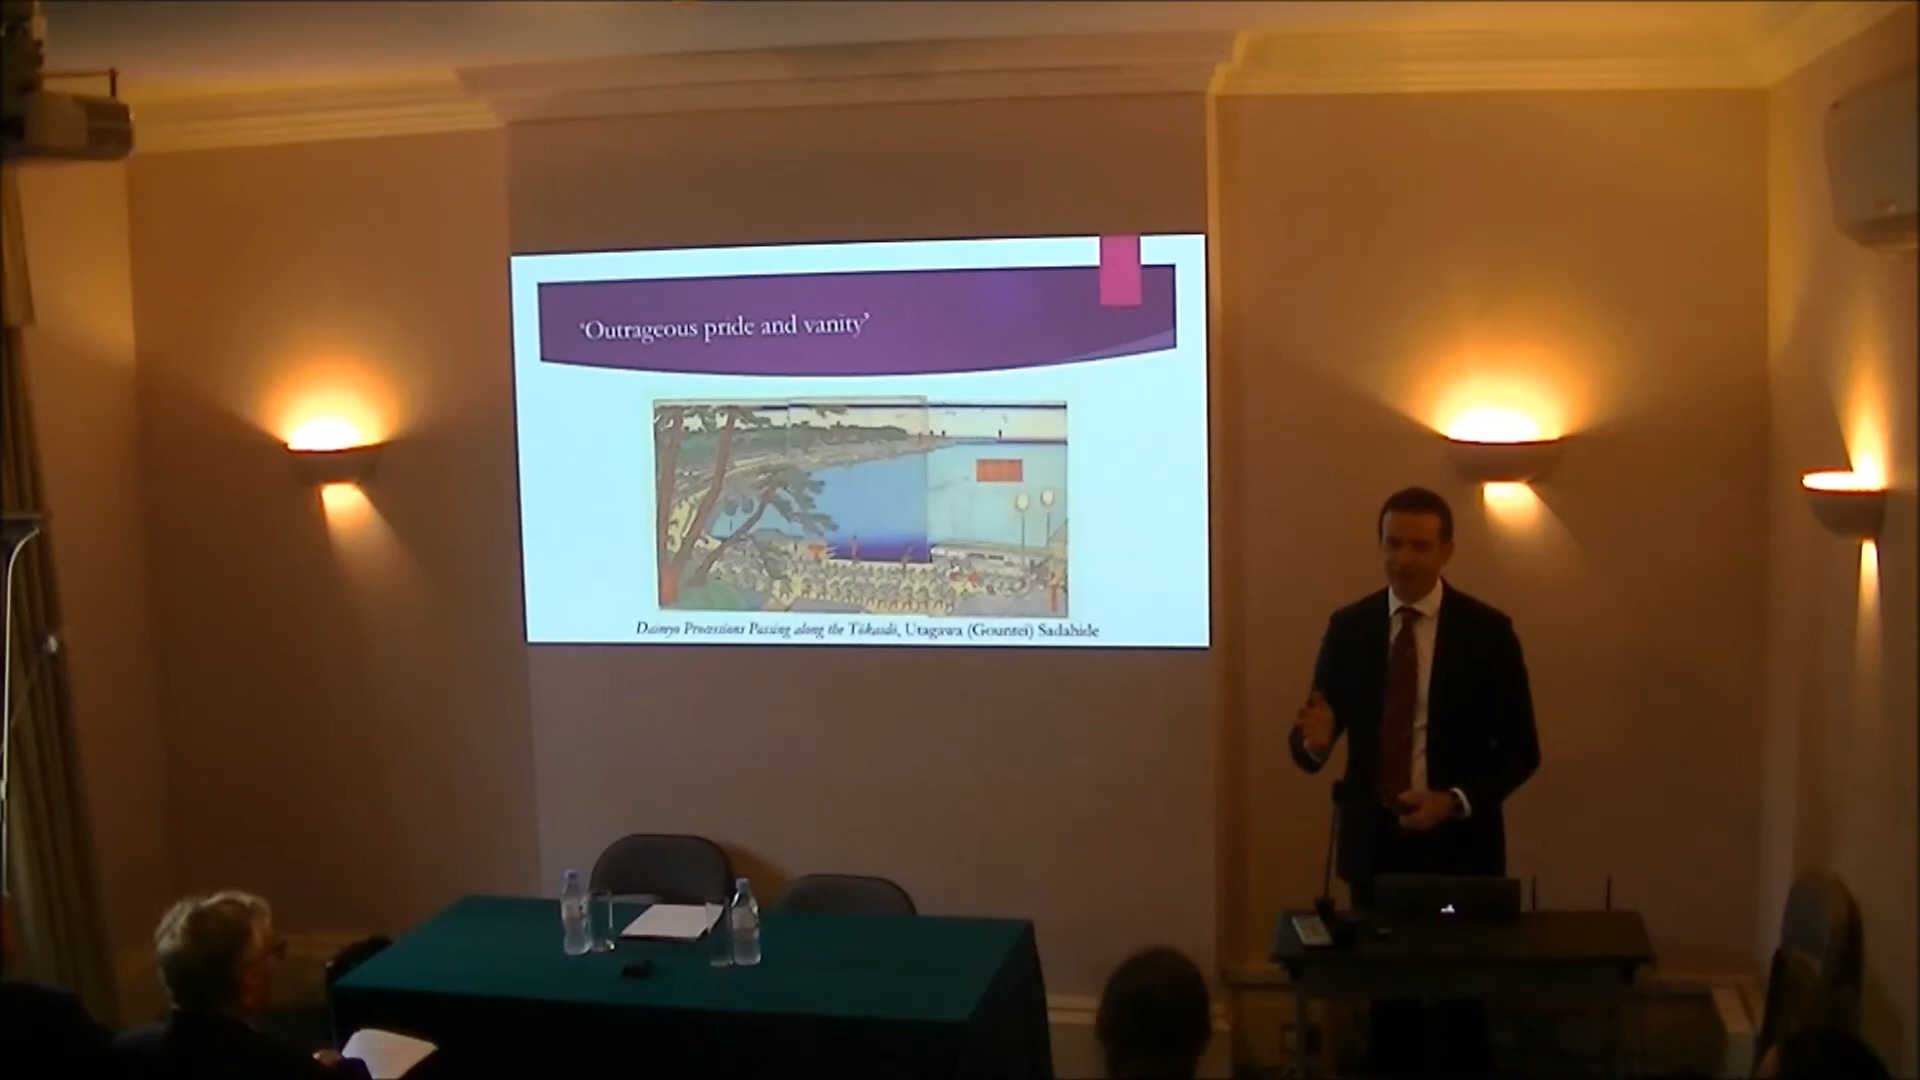 ‘Outrageous pride and vanity’
Daimyo Processions Passing along the Tōkaidō, Utagawa (Gountei) Sadahide